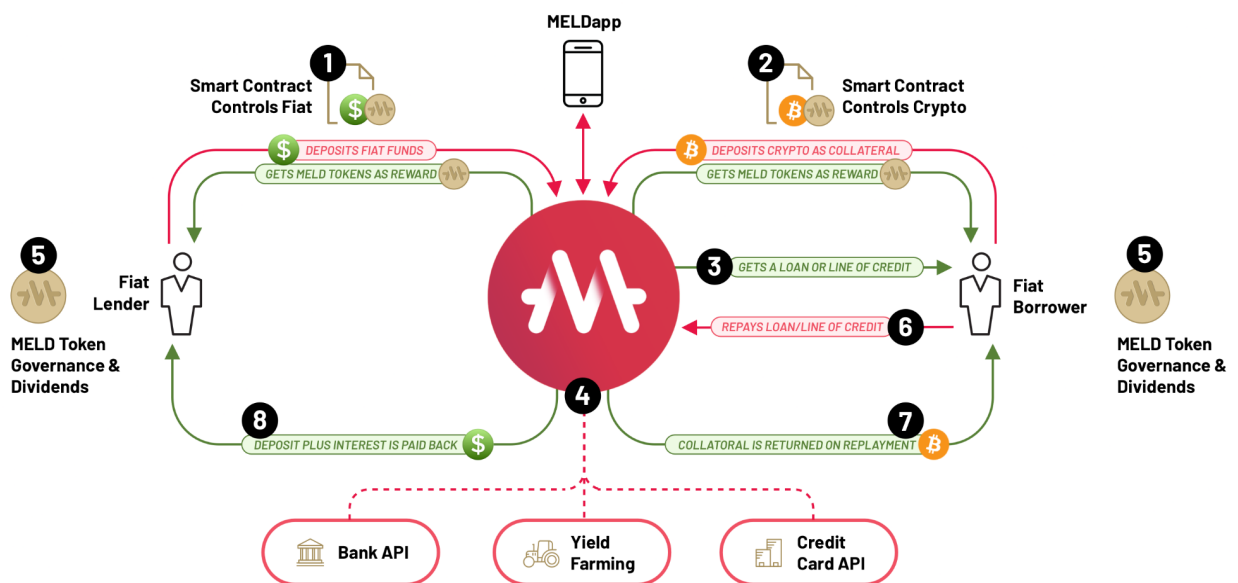 MELDapp
1
Smart Contract
Controls Fiat
$
2
Smart Contract
Controls Crypto
₿
$
DEPOSITS FIAT FUNDS
GETS MELD TOKENS AS REWARD
₿
DEPOSITS CRYPTO AS COLLATERAL
GETS MELD TOKENS AS REWARD
5
Fiat
Lender
MELD Token
Governance &
Dividends
3
GETS A LOAN OR LINE OF CREDIT
REPAYS LOAN/LINE OF CREDIT
6
Fiat
Borrower
5
MELD Token
Governance &
Dividends
4
8
DEPOSIT PLUS INTEREST IS PAID BACK
$
7
COLLATORAL IS RETURNED ON REPLAYMENT
₿
Bank API
Yield
Farming
Credit
Card API